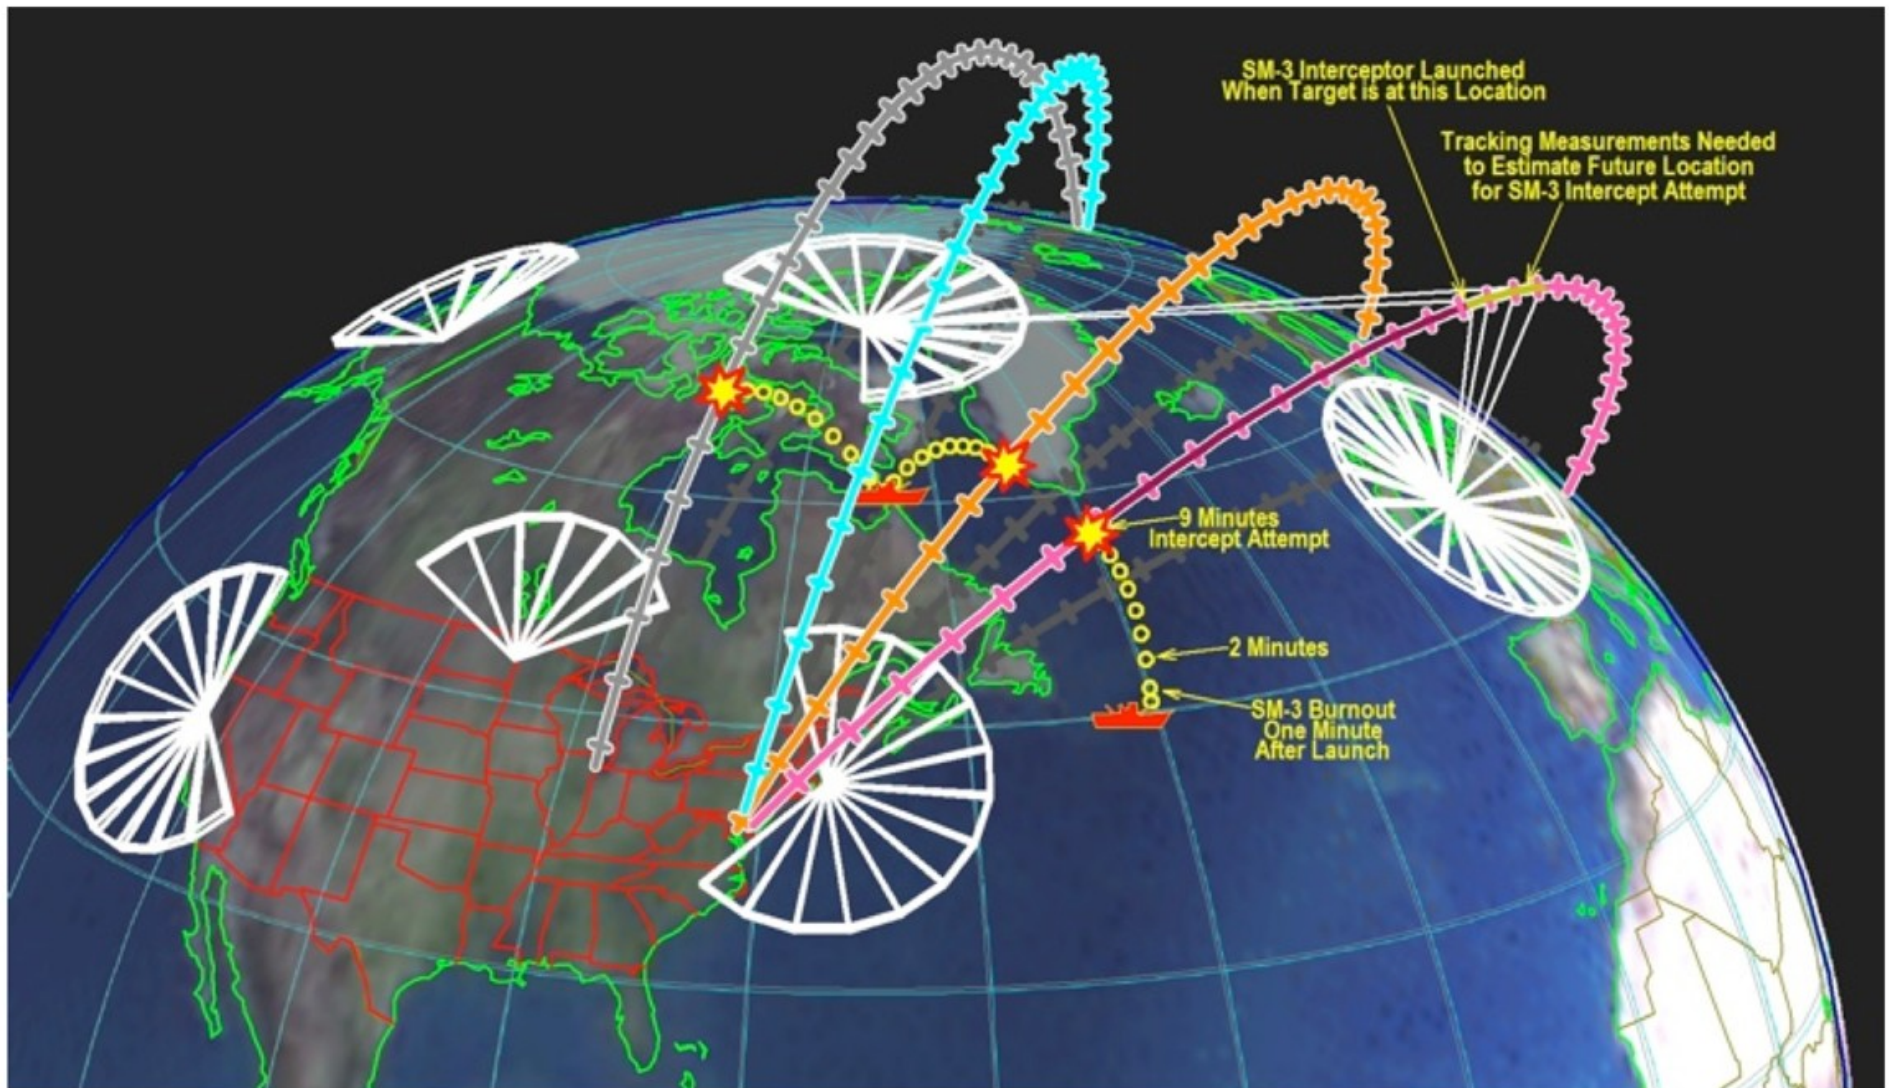 SM-3 Interceptor Launched
When Target is at this Location
Tracking Measurements Needed
to Estimate Future Location
for SM-3 Intercept Attempt
9 Minutes
Intercept Attempt
2 Minutes
SM-3 Burnout
One Minute
After Launch